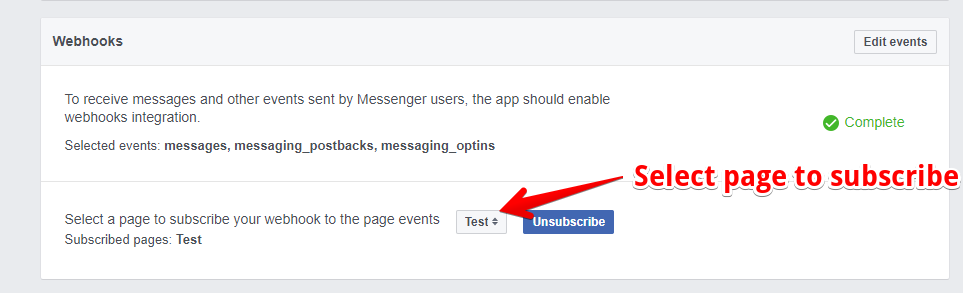 Webhooks
Edit events
To receive messages and other events sent by Messenger users, the app should enable
webhooks integration.
Complete
Selected events: messages, messaging_postbacks, messaging_optins
Select page to subscribe
Select a page to subscribe your webhook to the page events
Test
Unsubscribe
Subscribed pages: Test